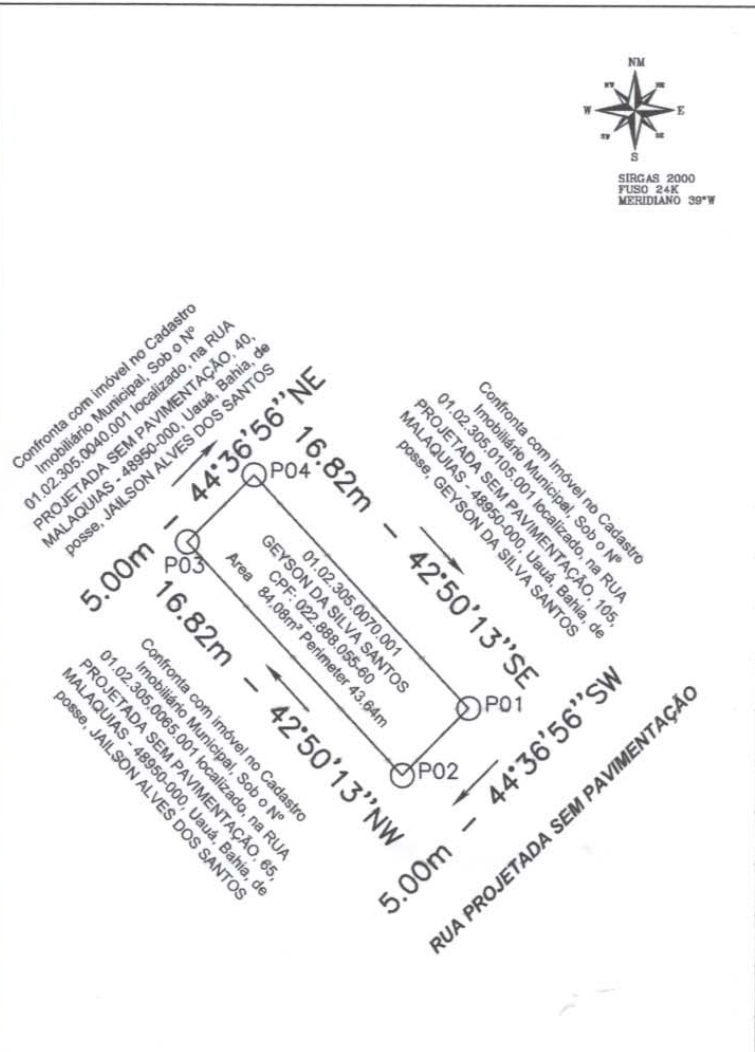 NM
NW
NE
W
E
SW
SE
S
SIRGAS 2000
FUSO 24K
MERIDIANO 39°W
Confronta com imóvel no Cadastro
Imobiliário Municipal, Sob o Nº
01.02.305.0040.001 localizado, na RUA
PROJETADA SEM PAVIMENTAÇÃO, 40,
MALAQUIAS - 48950-000, Uauá, Bahia, de
posse, JAILSON ALVES DOS SANTOS
5.00m - 44°36'56"NE
Confronta com imóvel no Cadastro
Imobiliário Municipal, Sob o Nº
01.02.305.0105.001 localizado, na RUA
PROJETADA SEM PAVIMENTAÇÃO, 105,
MALAQUIAS - 48950-000, Uauá, Bahia, de
posse, GEYSON DA SILVA SANTOS
16.82m - 42°50'13"SE
P04
P03
01.02.305.0070.001
GEYSON DA SILVA SANTOS
CPF: 022.888.055-60
Area 84.08m² Perimeter 43.64m
P01
P02
16.82m - 42°50'13"NW
Confronta com imóvel no Cadastro
Imobiliário Municipal, Sob o Nº
01.02.305.0065.001 localizado, na RUA
PROJETADA SEM PAVIMENTAÇÃO, 65,
MALAQUIAS - 48950-000, Uauá, Bahia, de
posse, JAILSON ALVES DOS SANTOS
5.00m - 44°36'56"SW
RUA PROJETADA SEM PAVIMENTAÇÃO